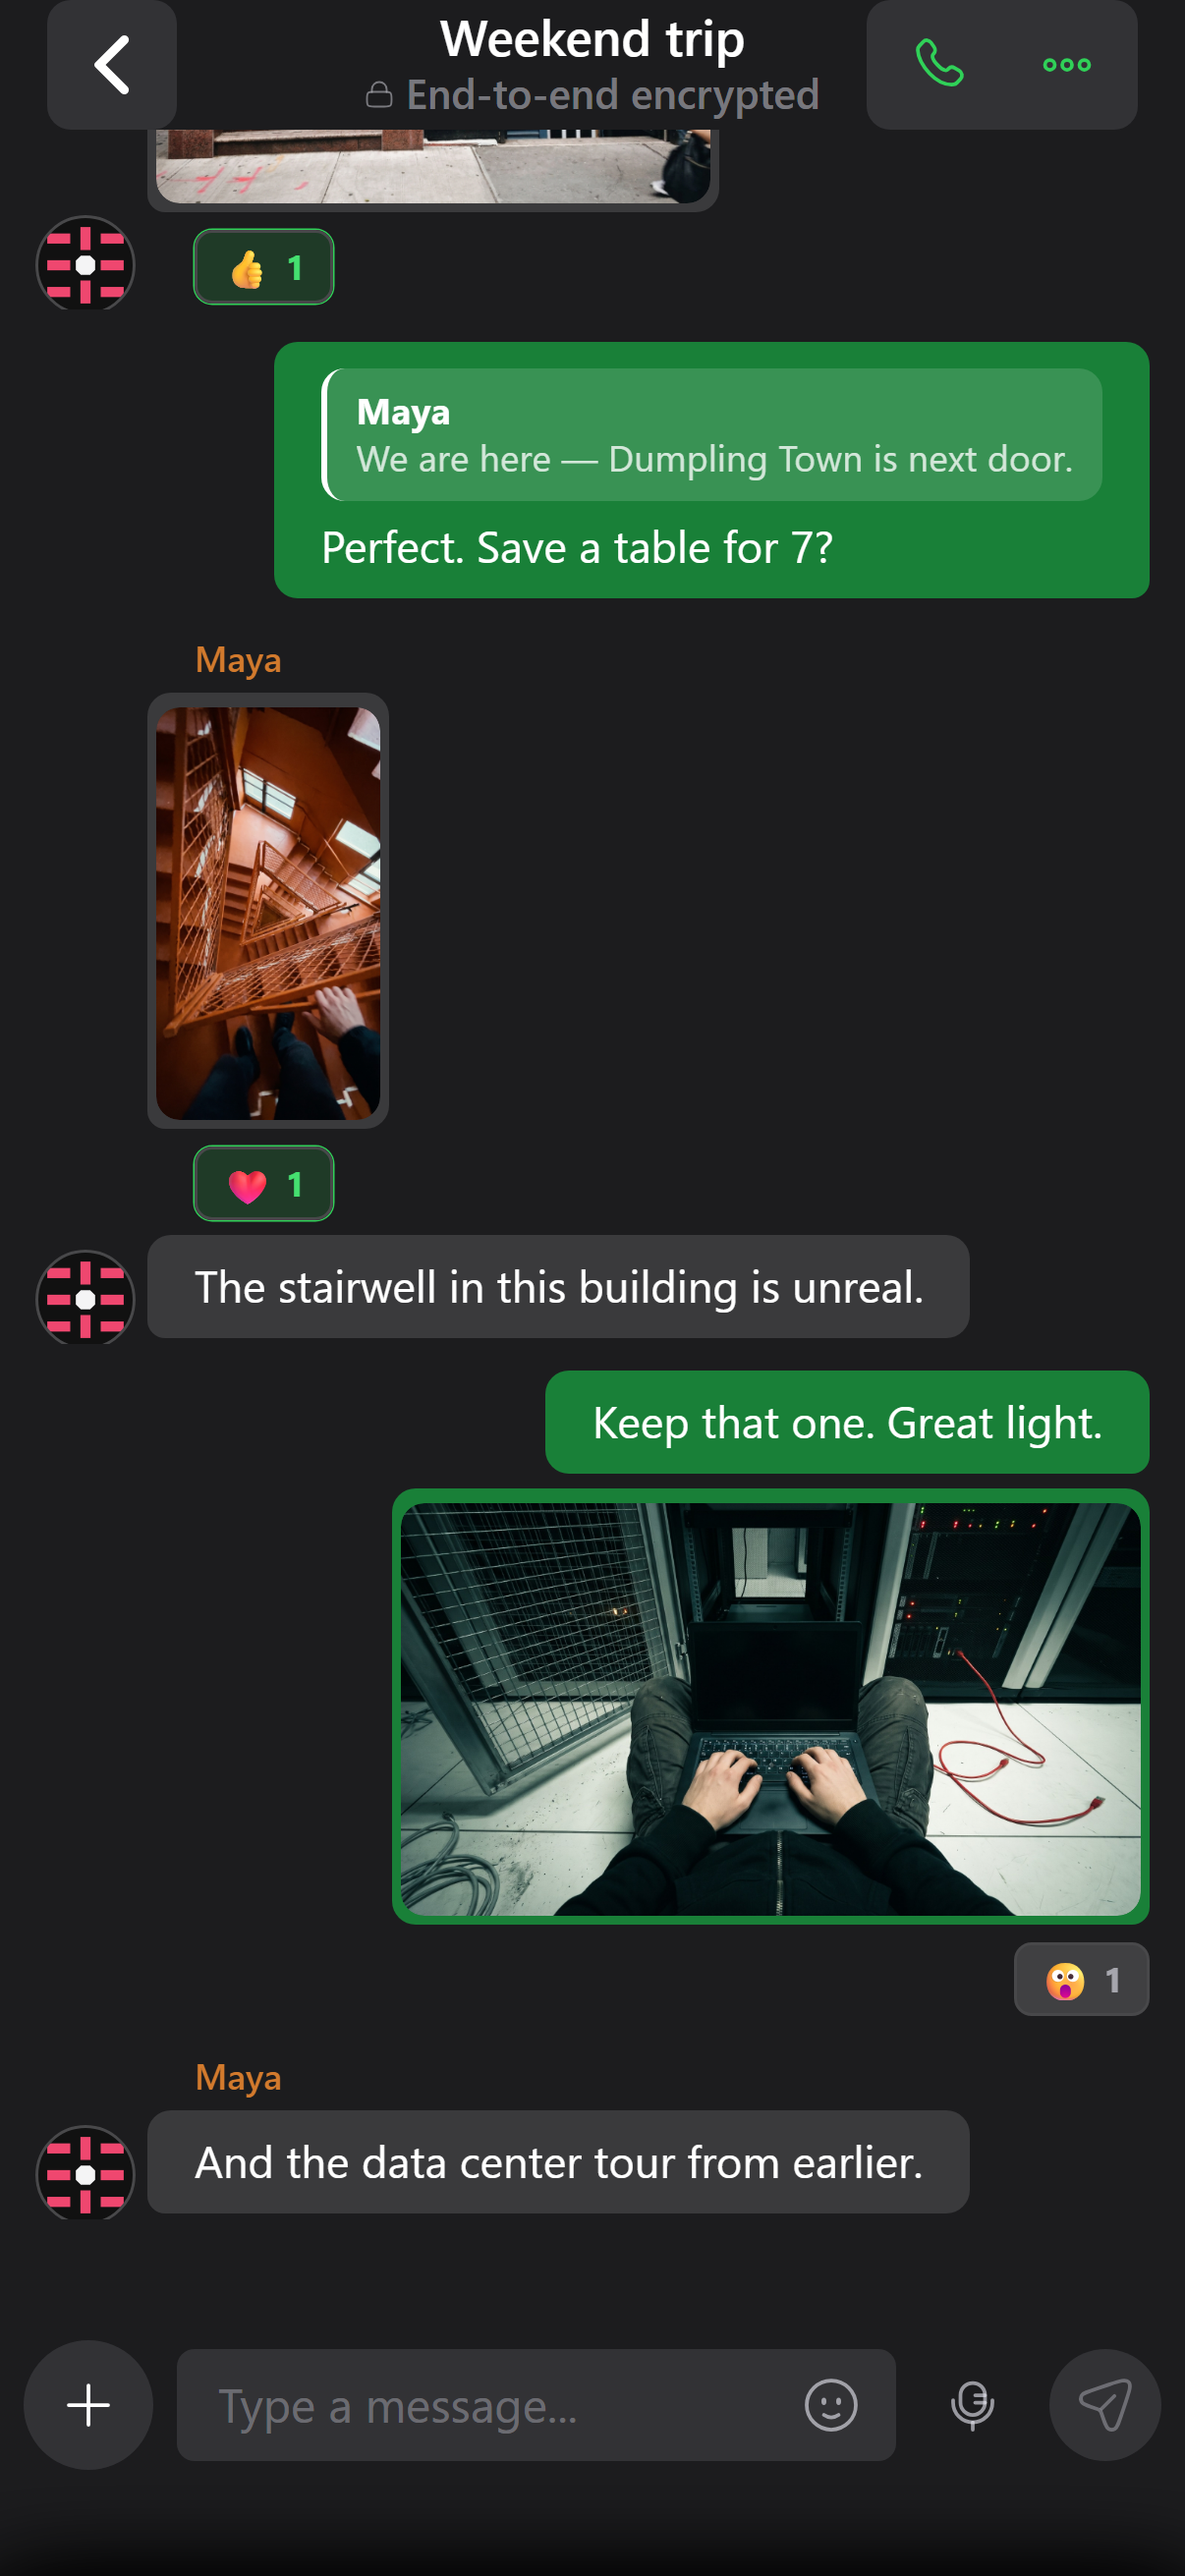 Weekend trip
End-to-end encrypted
1
Maya
We are here — Dumpling Town is next door.
Perfect. Save a table for 7?
Maya
1
The stairwell in this building is unreal.
Keep that one. Great light.
1
Maya
And the data center tour from earlier.
Type a message...